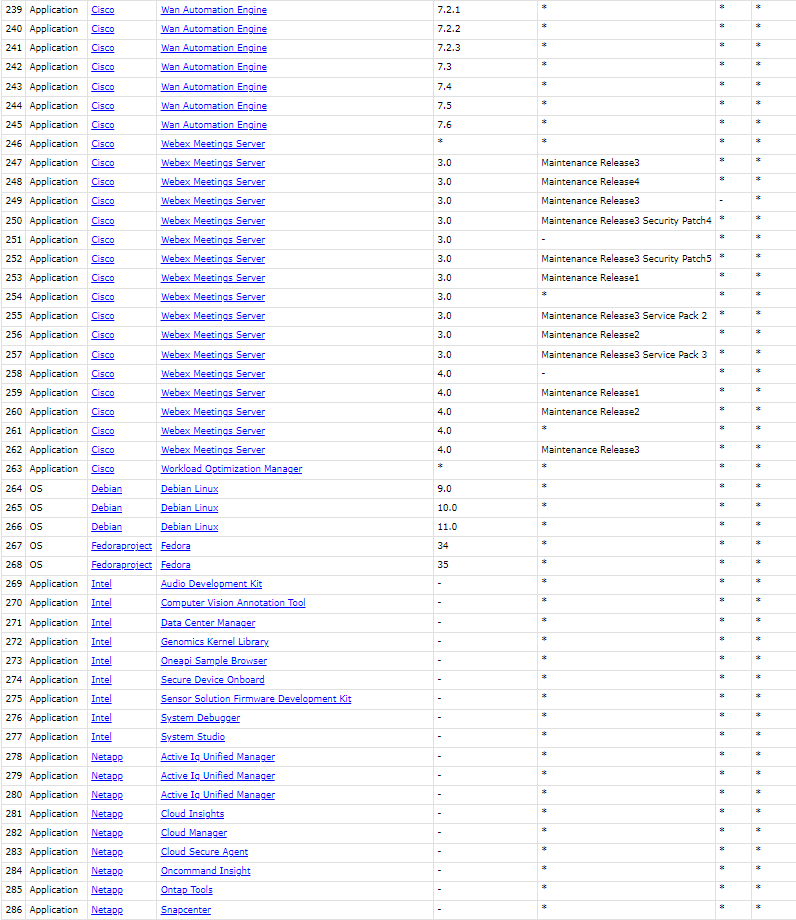 239 Application Cisco Wan Automation Engine 7.2.1 * * *
240 Application Cisco Wan Automation Engine 7.2.2 * * *
241 Application Cisco Wan Automation Engine 7.2.3 * * *
242 Application Cisco Wan Automation Engine 7.3 * * *
243 Application Cisco Wan Automation Engine 7.4 * * *
244 Application Cisco Wan Automation Engine 7.5 * * *
245 Application Cisco Wan Automation Engine 7.6 * * *
246 Application Cisco Webex Meetings Server * * * *
247 Application Cisco Webex Meetings Server 3.0 Maintenance Release3 * *
248 Application Cisco Webex Meetings Server 3.0 Maintenance Release4 * *
249 Application Cisco Webex Meetings Server 3.0 Maintenance Release3 - *
250 Application Cisco Webex Meetings Server 3.0 Maintenance Release3 Security Patch4 * *
251 Application Cisco Webex Meetings Server 3.0 - * *
252 Application Cisco Webex Meetings Server 3.0 Maintenance Release3 Security Patch5 * *
253 Application Cisco Webex Meetings Server 3.0 Maintenance Release1 * *
254 Application Cisco Webex Meetings Server 3.0 * * *
255 Application Cisco Webex Meetings Server 3.0 Maintenance Release3 Service Pack 2 * *
256 Application Cisco Webex Meetings Server 3.0 Maintenance Release2 * *
257 Application Cisco Webex Meetings Server 3.0 Maintenance Release3 Service Pack 3 * *
258 Application Cisco Webex Meetings Server 4.0 - * *
259 Application Cisco Webex Meetings Server 4.0 Maintenance Release1 * *
260 Application Cisco Webex Meetings Server 4.0 Maintenance Release2 * *
261 Application Cisco Webex Meetings Server 4.0 * * *
262 Application Cisco Webex Meetings Server 4.0 Maintenance Release3 * *
263 Application Cisco Workload Optimization Manager * * * *
264 OS Debian Debian Linux 9.0 * * *
265 OS Debian Debian Linux 10.0 * * *
266 OS Debian Debian Linux 11.0 * * *
267 OS Fedoraproject Fedora 34 * * *
268 OS Fedoraproject Fedora 35 * * *
269 Application Intel Audio Development Kit - * * *
270 Application Intel Computer Vision Annotation Tool - * * *
271 Application Intel Data Center Manager - * * *
272 Application Intel Genomics Kernel Library - * * *
273 Application Intel Oneapi Sample Browser - * * *
274 Application Intel Secure Device Onboard - * * *
275 Application Intel Sensor Solution Firmware Development Kit - * * *
276 Application Intel System Debugger - * * *
277 Application Intel System Studio - * * *
278 Application Netapp Active Iq Unified Manager - * * *
279 Application Netapp Active Iq Unified Manager - * * *
280 Application Netapp Active Iq Unified Manager - * * *
281 Application Netapp Cloud Insights - * * *
282 Application Netapp Cloud Manager - * * *
283 Application Netapp Cloud Secure Agent - * * *
284 Application Netapp Oncommand Insight - * * *
285 Application Netapp Ontap Tools - * * *
286 Application Netapp Snapcenter - * * *